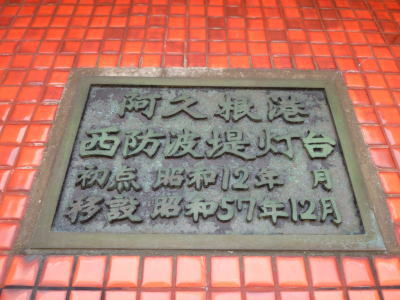 阿久根港
西防波堤灯台
初点 昭和12年 月
移設 昭和57年12月